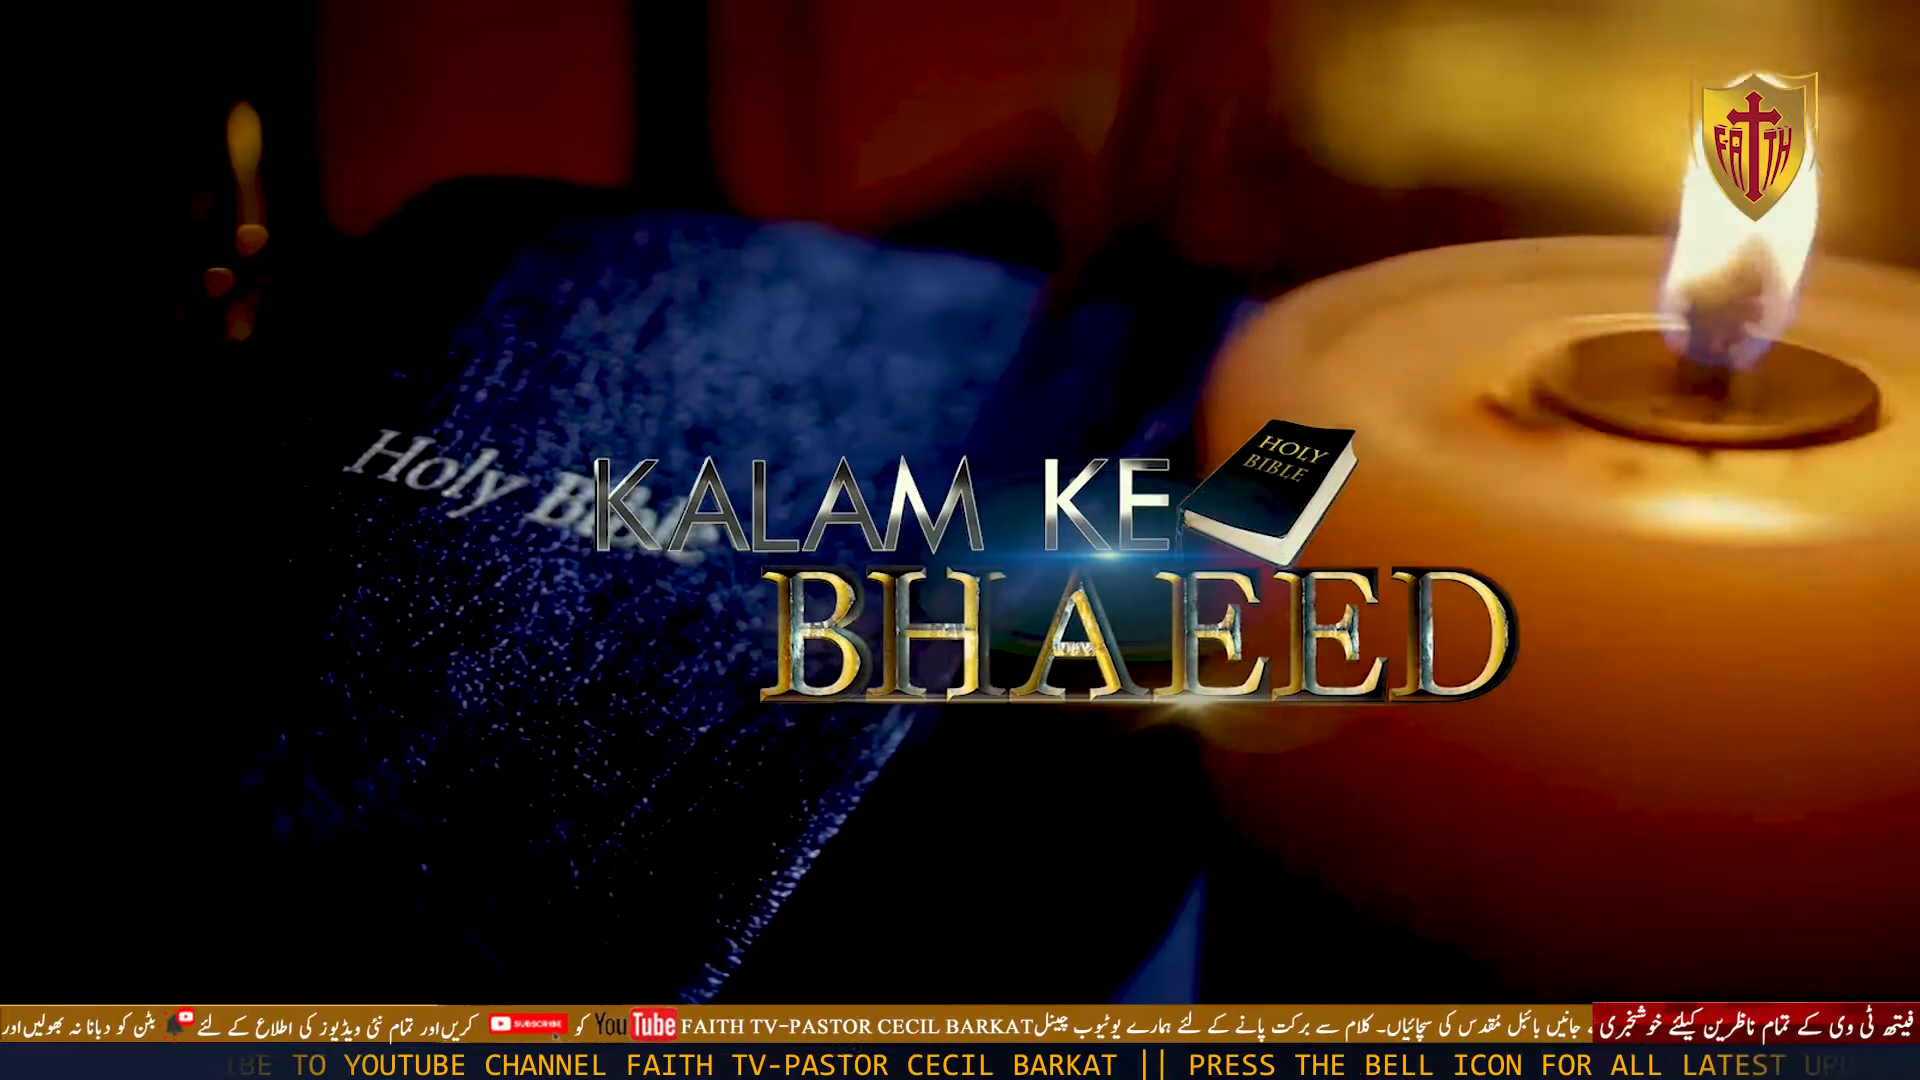 FAITH
Holy Bible
KALAM KE
HOLY
BIBLE
BHAEED
فیتھ ٹی وی کے تمام ناظرین کیلئے خوشخبری ، جانیں بائبل مُقدس کی سچائیاں۔ کلام سے برکت پانے کے لئے ہمارے یوٹیوب چینل FAITH TV-PASTOR CECIL BARKAT YouTube کو SUBSCRIBE کریں اور تمام نئی ویڈیوز کی اطلاع کے لئے بٹن کو دبانا نہ بھولیں اور
TO YOUTUBE CHANNEL FAITH TV-PASTOR CECIL BARKAT || PRESS THE BELL ICON FOR ALL LATEST